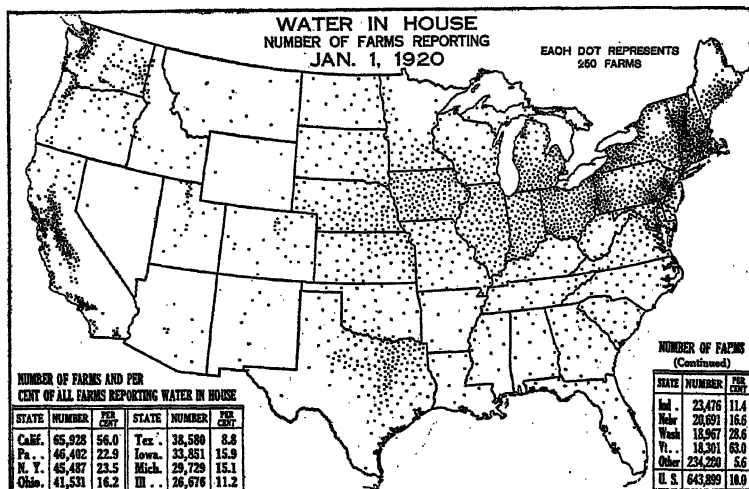 WATER IN HOUSE
NUMBER OF FARMS REPORTING
JAN. 1, 1920
EACH DOT REPRESENTS
250 FARMS
NUMBER OF FARMS AND PER
CENT OF ALL FARMS REPORTING WATER IN HOUSE
STATE NUMBER PER CENT STATE NUMBER PER CENT
Calif. 65,928 56.0 Tex. 38,580 8.8
Pa.. 46,402 22.9 Iowa. 33,851 15.9
N. Y. 45,487 23.5 Mich. 29,729 15.1
Ohio. 41,531 16.2 Ill .. 26,676 11.2
NUMBER OF FARMS
(Continued)
STATE NUMBER PER CENT
Ind. 23,476 11.4
Nebr 20,691 16.6
Wash 18,967 28.6
Vt.. 18,301 63.0
Other 234,280 5.6
U. S. 643,899 10.0